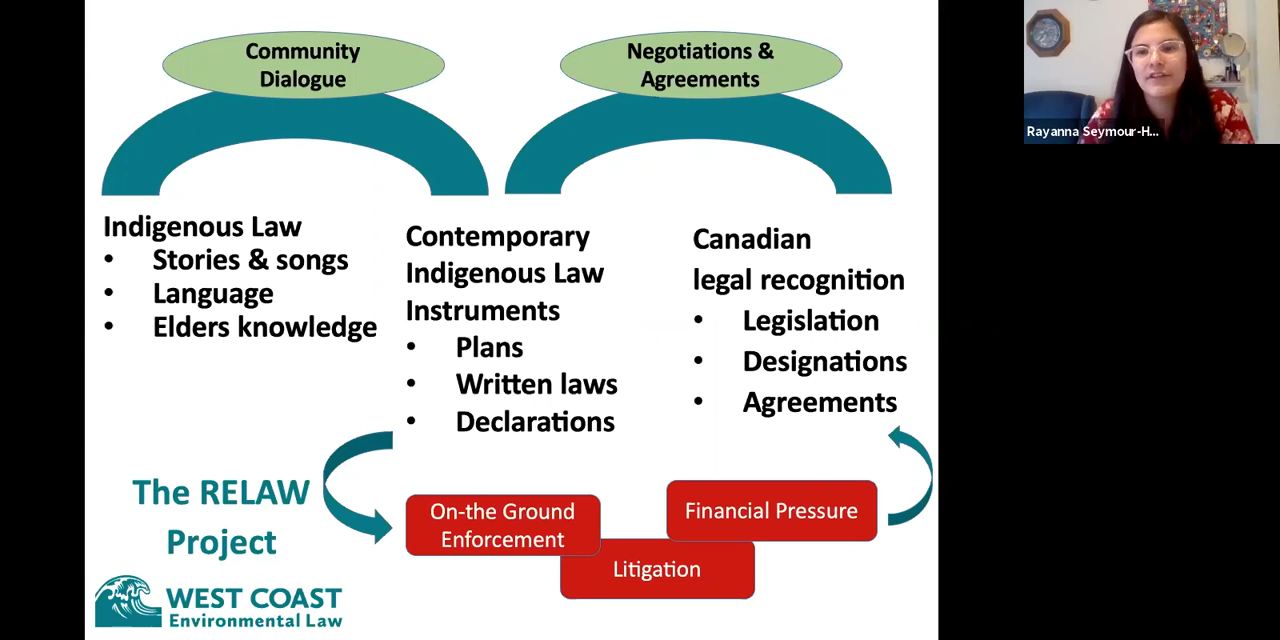 Community
Dialogue
Negotiations &
Agreements
Indigenous Law
• Stories & songs
• Language
• Elders knowledge
Contemporary
Indigenous Law
Instruments
• Plans
• Written laws
• Declarations
Canadian
legal recognition
• Legislation
• Designations
• Agreements
The RELAW
Project
On-the Ground
Enforcement
Financial Pressure
Litigation
WEST COAST
Environmental Law
Rayanna Seymour-H...